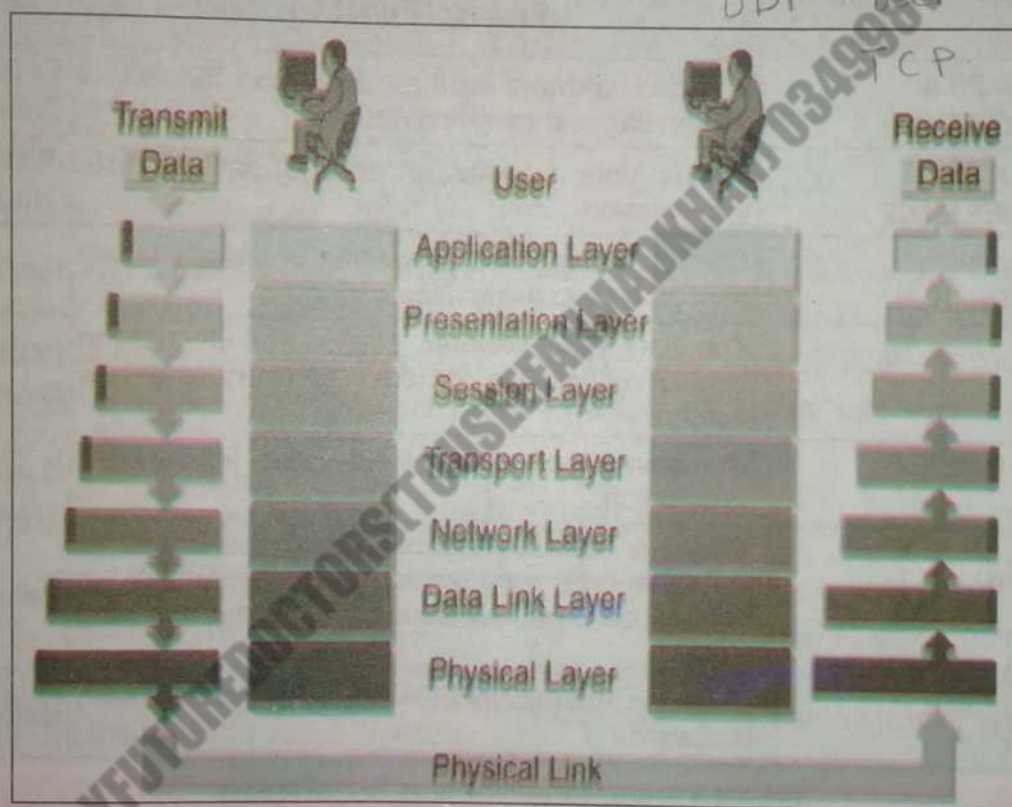 UDP
TCP.
Transmit
Receive
Data
Data
User
Application Layer
Presentation Layer
Session Layer
Transport Layer
Network Layer
Data Link Layer
Physical Layer
Physical Link